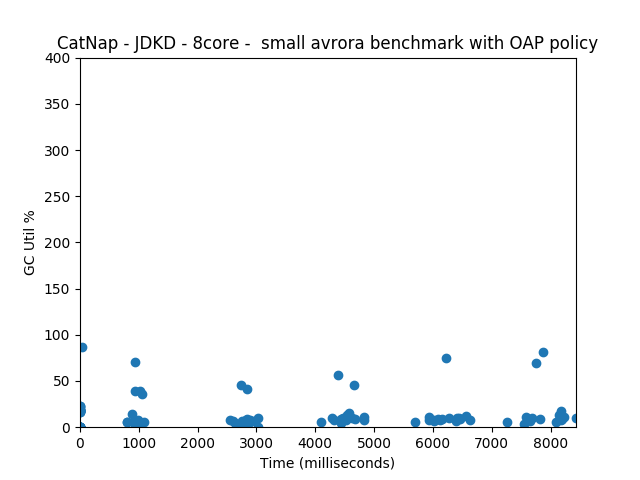 CatNap - JDKD - 8core -  small avrora benchmark with OAP policy
400
350
300
250
200
150
100
50
0
GC Util %
0 1000 2000 3000 4000 5000 6000 7000 8000
Time (milliseconds)